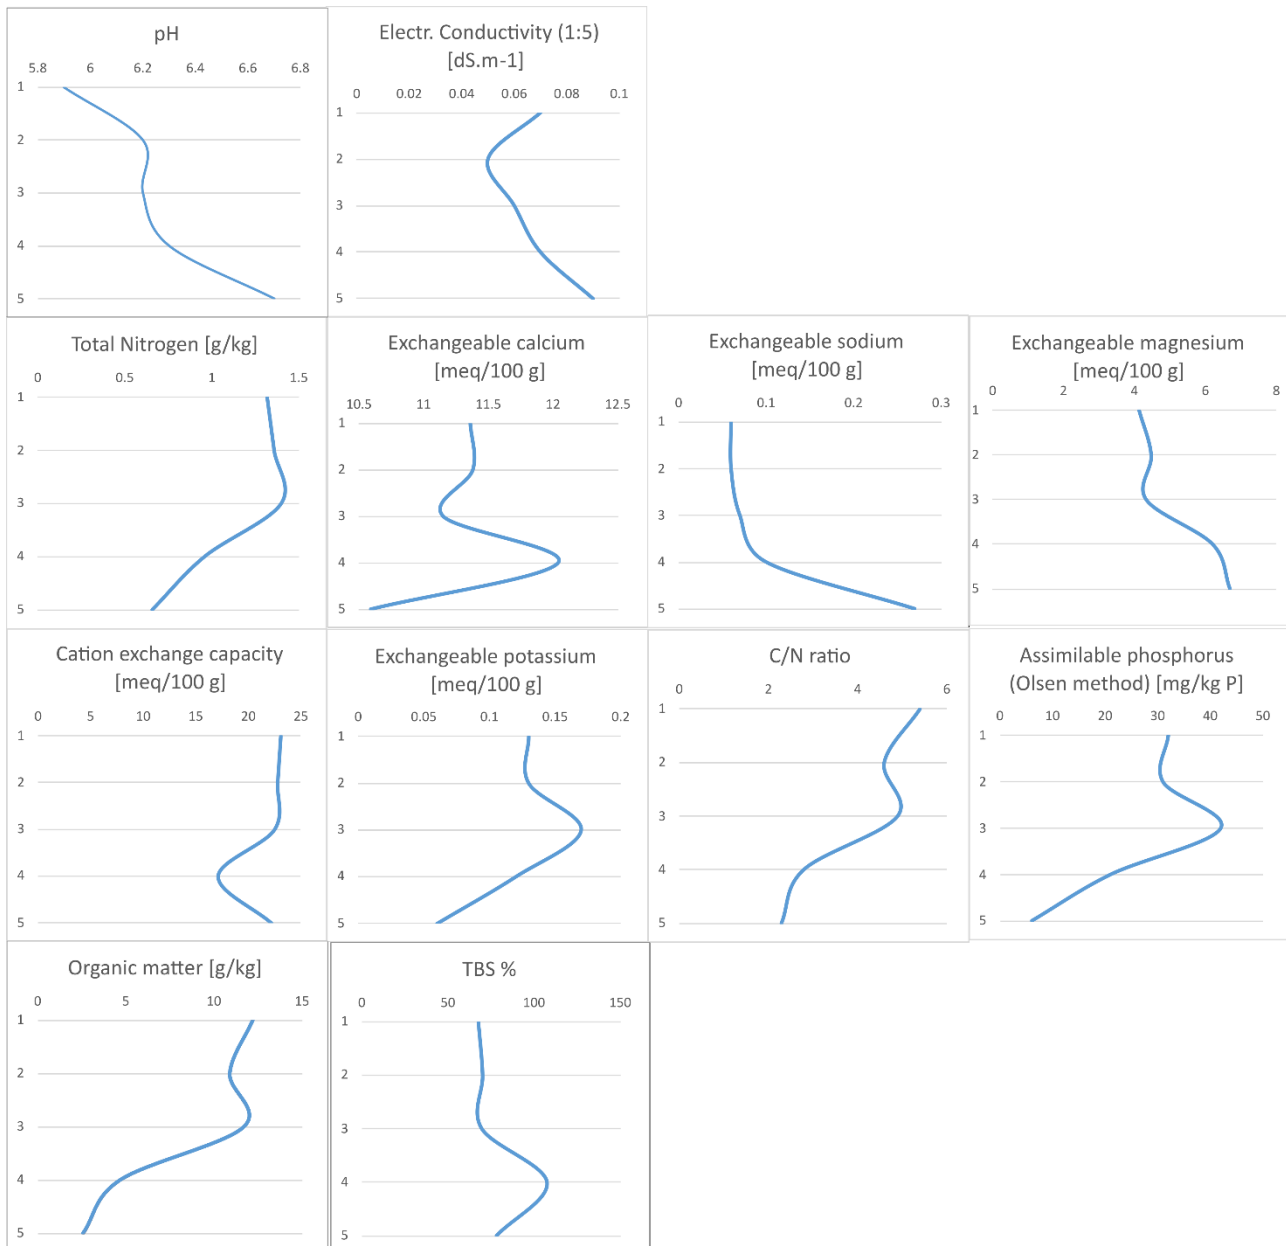 pH
5.8 6 6.2 6.4 6.6 6.8
1
2
3
4
5
Electr. Conductivity (1:5)
[dS.m-1]
0 0.02 0.04 0.06 0.08 0.1
1
2
3
4
5
Total Nitrogen [g/kg]
0 0.5 1 1.5
1
2
3
4
5
Exchangeable calcium
[meq/100 g]
10.5 11 11.5 12 12.5
1
2
3
4
5
Exchangeable sodium
[meq/100 g]
0 0.1 0.2 0.3
1
2
3
4
5
Exchangeable magnesium
[meq/100 g]
0 2 4 6 8
1
2
3
4
5
Cation exchange capacity
[meq/100 g]
0 5 10 15 20 25
1
2
3
4
5
Exchangeable potassium
[meq/100 g]
0 0.05 0.1 0.15 0.2
1
2
3
4
5
C/N ratio
0 2 4 6
1
2
3
4
5
Assimilable phosphorus
(Olsen method) [mg/kg P]
0 10 20 30 40 50
1
2
3
4
5
Organic matter [g/kg]
0 5 10 15
1
2
3
4
5
TBS %
0 50 100 150
1
2
3
4
5